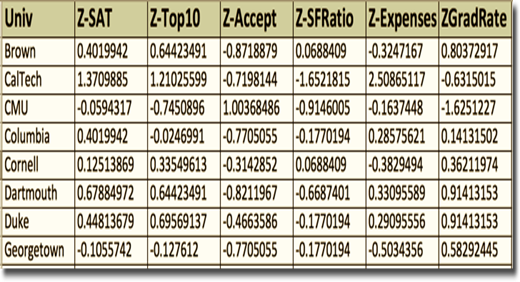 Univ Z-SAT Z-Top10 Z-Accept Z-SFRatio Z-Expenses ZGradRate
Brown 0.4019942 0.64423491 -0.8718879 0.0688409 -0.3247167 0.80372917
CalTech 1.3709885 1.21025599 -0.7198144 -1.6521815 2.50865117 -0.6315015
CMU -0.0594317 -0.7450896 1.00368486 -0.9146005 -0.1637448 -1.6251227
Columbia 0.4019942 -0.0246991 -0.7705055 -0.1770194 0.28575621 0.14131502
Cornell 0.12513869 0.33549613 -0.3142852 0.0688409 -0.3829494 0.36211974
Dartmouth 0.67884972 0.64423491 -0.8211967 -0.6687401 0.33095589 0.91413153
Duke 0.44813679 0.69569137 -0.4663586 -0.1770194 0.29095556 0.91413153
Georgetown -0.1055742 -0.127612 -0.7705055 -0.1770194 -0.5034356 0.58292445